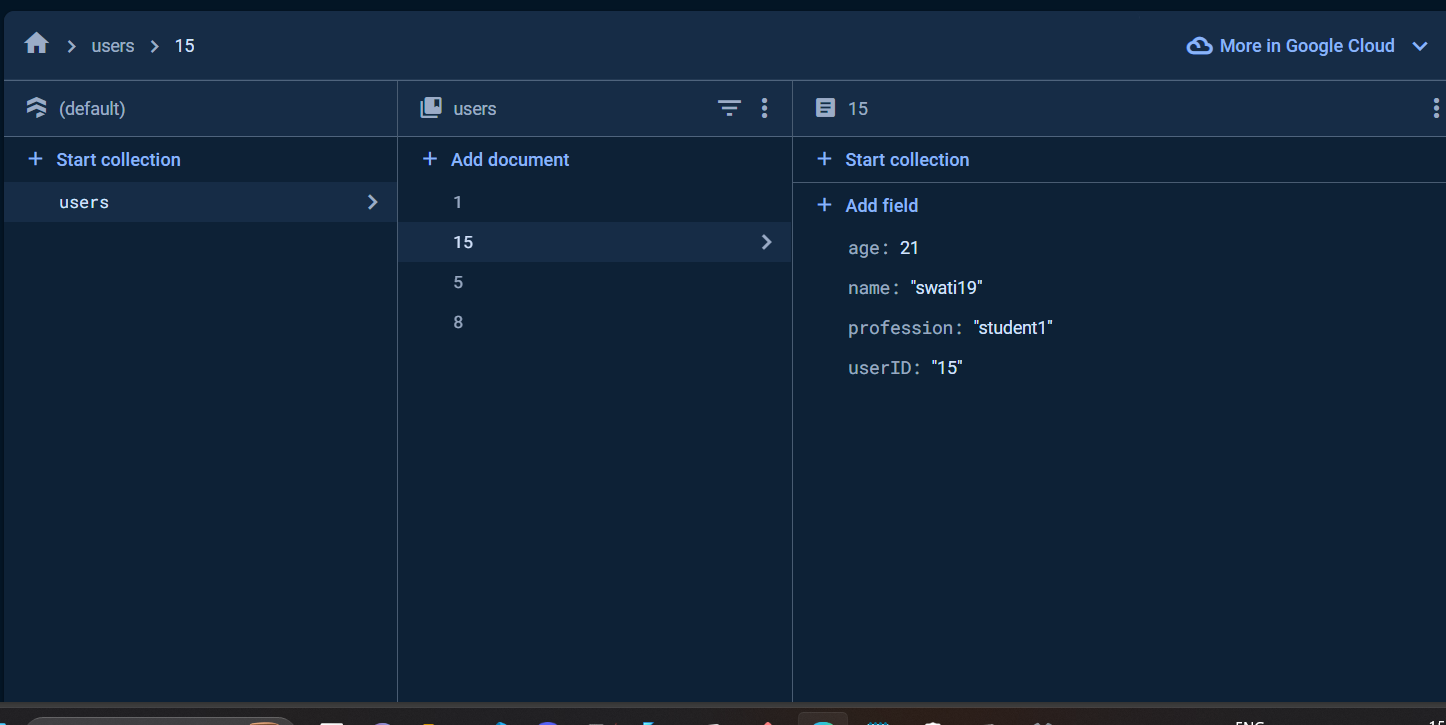 users 15
More in Google Cloud
(default)
users
15
+ Start collection
+ Add document
+ Start collection
users
1
15
5
8
+ Add field
age: 21
name: "swati19"
profession: "student1"
userID: "15"